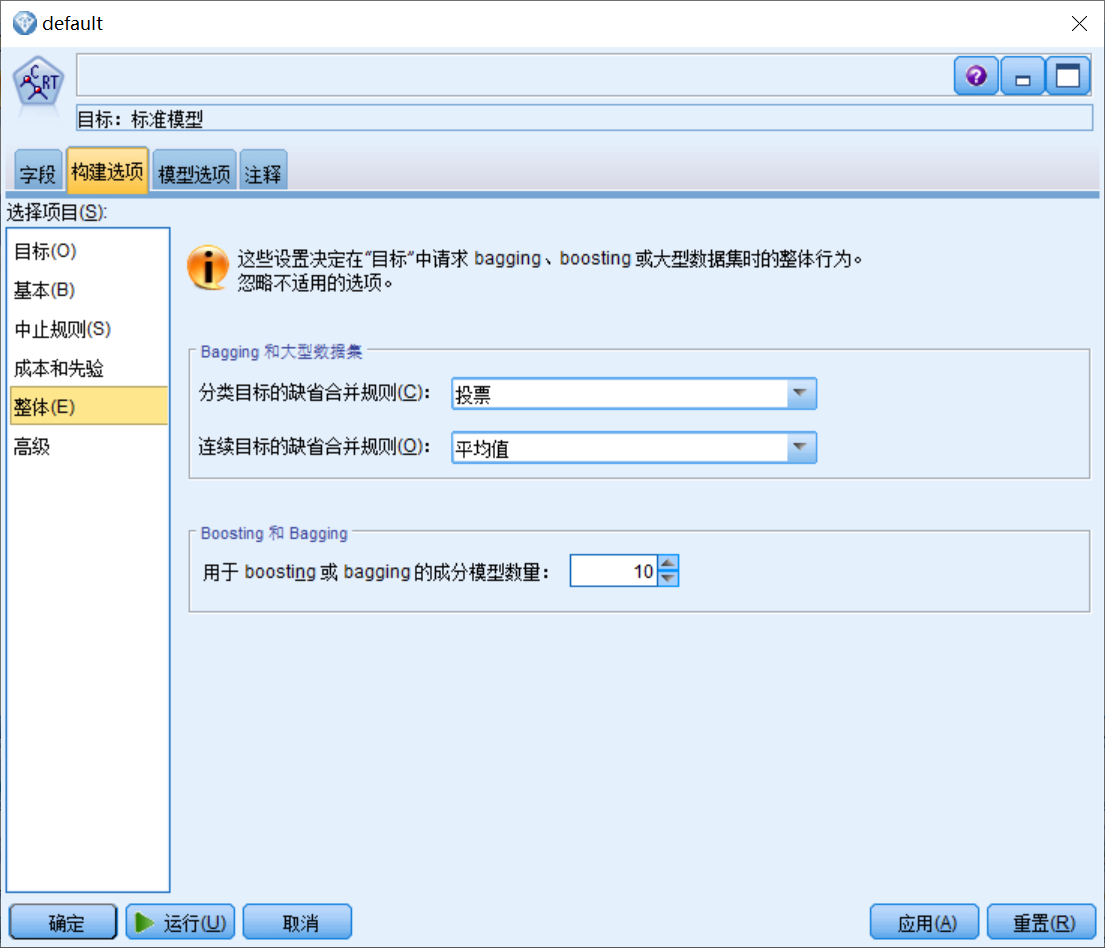 default
CRT
目标：标准模型
字段 构建选项 模型选项 注释
选择项目(S):
目标(O)
基本(B)
中止规则(S)
成本和先验
整体(E)
高级
这些设置决定在“目标”中请求 bagging、boosting 或大型数据集时的整体行为。
忽略不适用的选项。
Bagging 和大型数据集
分类目标的缺省合并规则(C)： 投票
连续目标的缺省合并规则(O)： 平均值
Boosting 和 Bagging
用于 boosting 或 bagging 的成分模型数量： 10
确定 运行(U) 取消 应用(A) 重置(R)